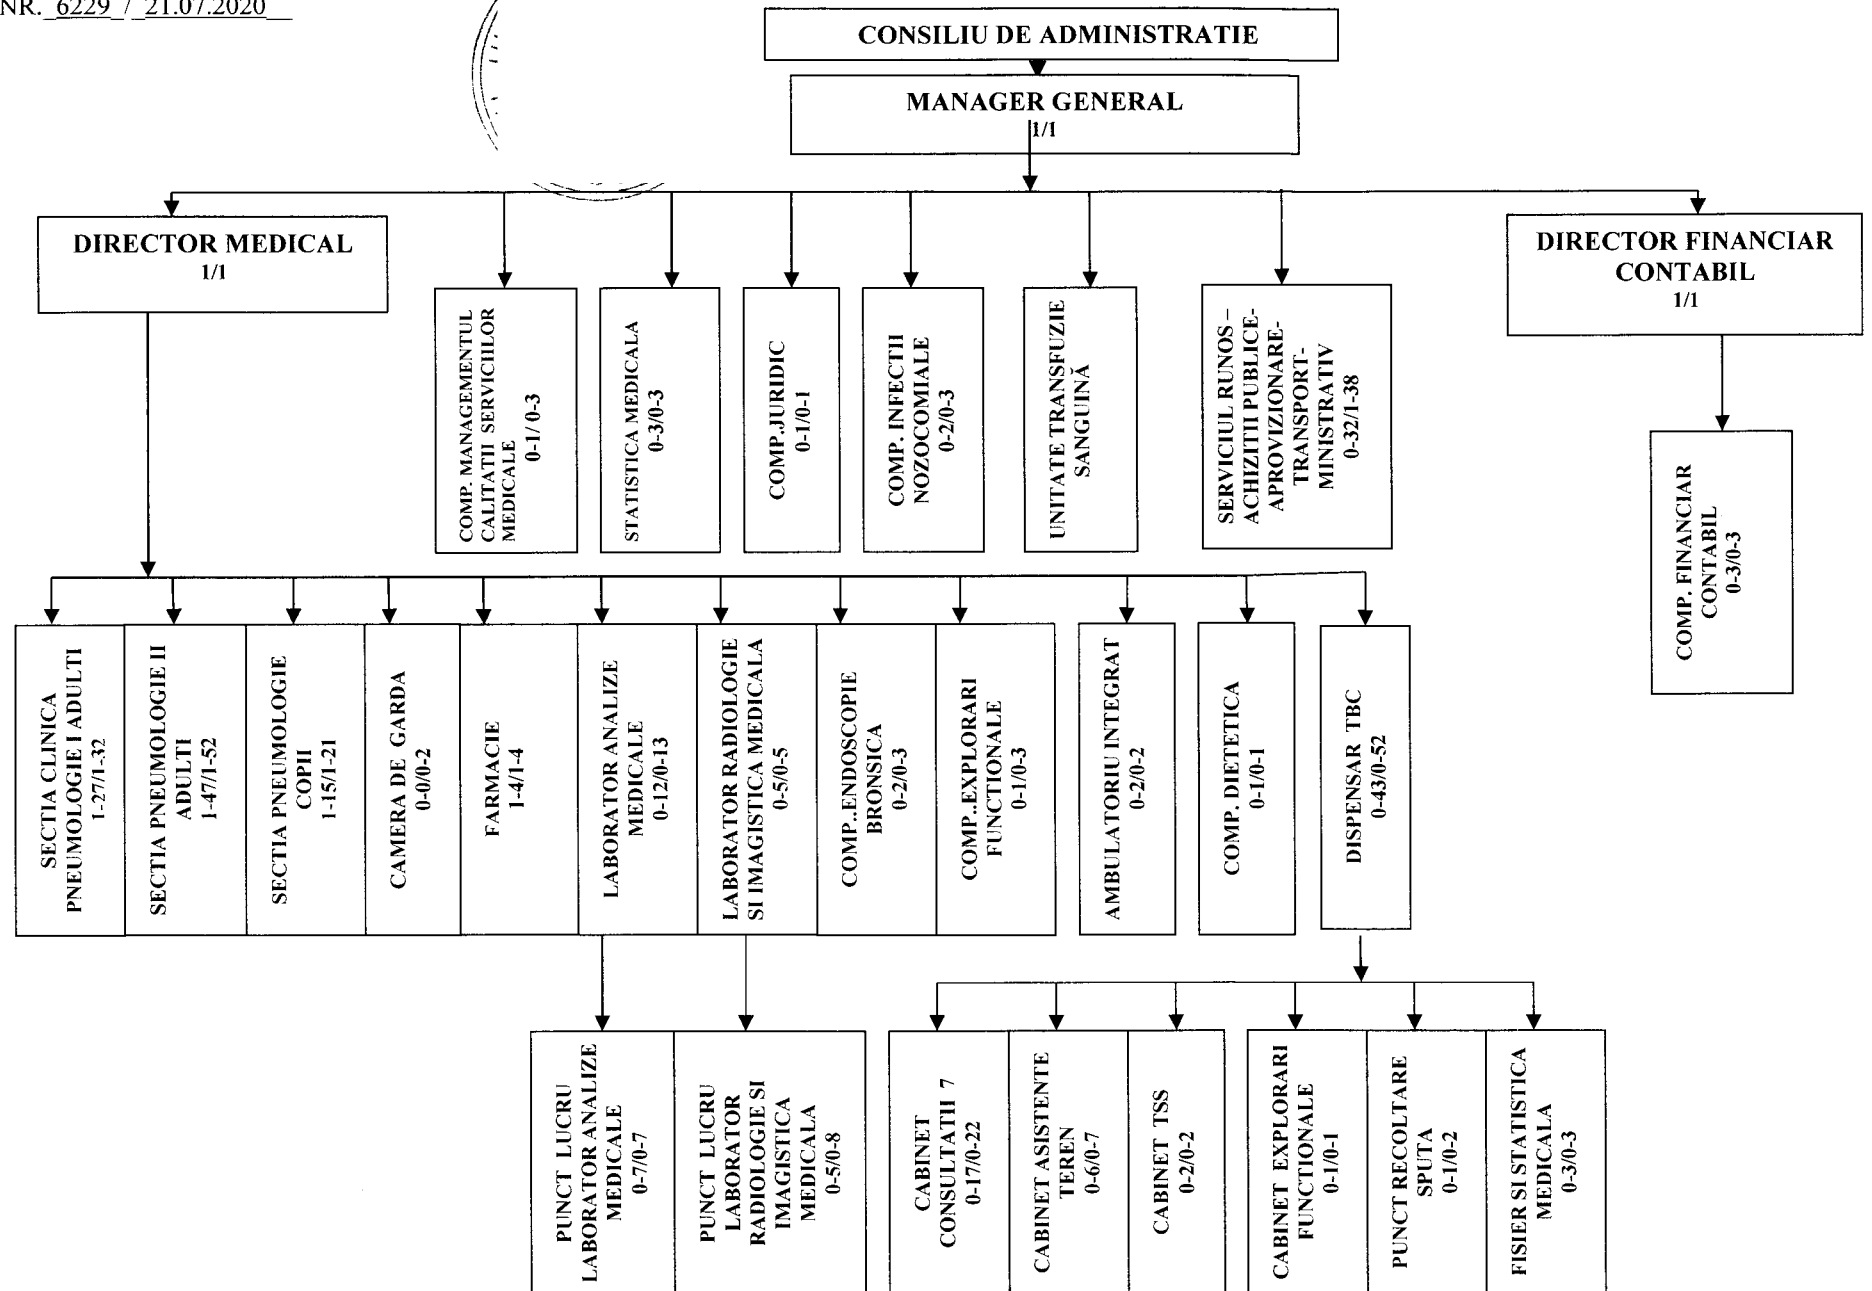 NR. 6229 / 21.07.2020
CONSILIU DE ADMINISTRATIE
MANAGER GENERAL
1/1
DIRECTOR MEDICAL
1/1
DIRECTOR FINANCIAR
CONTABIL
1/1
COMP. MANAGEMENTUL
CALITATII SERVICIILOR
MEDICALE
0-1/ 0-3
STATISTICA MEDICALA
0-3/0-3
COMP.JURIDIC
0-1/0-1
COMP. INFECTII
NOZOCOMIALE
0-2/0-3
UNITATE TRANSFUZIE
SANGUINĂ
SERVICIUL RUNOS –
ACHIZITII PUBLICE-
APROVIZIONARE-
TRANSPORT-
MINISTRATIV
0-32/1-38
COMP. FINANCIAR
CONTABIL
0-3/0-3
SECTIA CLINICA
PNEUMOLOGIE I ADULTI
1-27/1-32
SECTIA PNEUMOLOGIE II
ADULTI
1-47/1-52
SECTIA PNEUMOLOGIE
COPII
1-15/1-21
CAMERA DE GARDA
0-0/0-2
FARMACIE
1-4/1-4
LABORATOR ANALIZE
MEDICALE
0-12/0-13
LABORATOR RADIOLOGIE
SI IMAGISTICA MEDICALA
0-5/0-5
COMP..ENDOSCOPIE
BRONSICA
0-2/0-3
COMP..EXPLORARI
FUNCTIONALE
0-1/0-3
AMBULATORIU INTEGRAT
0-2/0-2
COMP. DIETETICA
0-1/0-1
DISPENSAR TBC
0-43/0-52
PUNCT LUCRU
LABORATOR ANALIZE
MEDICALE
0-7/0-7
PUNCT LUCRU
LABORATOR
RADIOLOGIE SI
IMAGISTICA
MEDICALA
0-5/0-8
CABINET
CONSULTATII 7
0-17/0-22
CABINET ASISTENTE
TEREN
0-6/0-7
CABINET TSS
0-2/0-2
CABINET EXPLORARI
FUNCTIONALE
0-1/0-1
PUNCT RECOLTARE
SPUTA
0-1/0-2
FISIER SI STATISTICA
MEDICALA
0-3/0-3